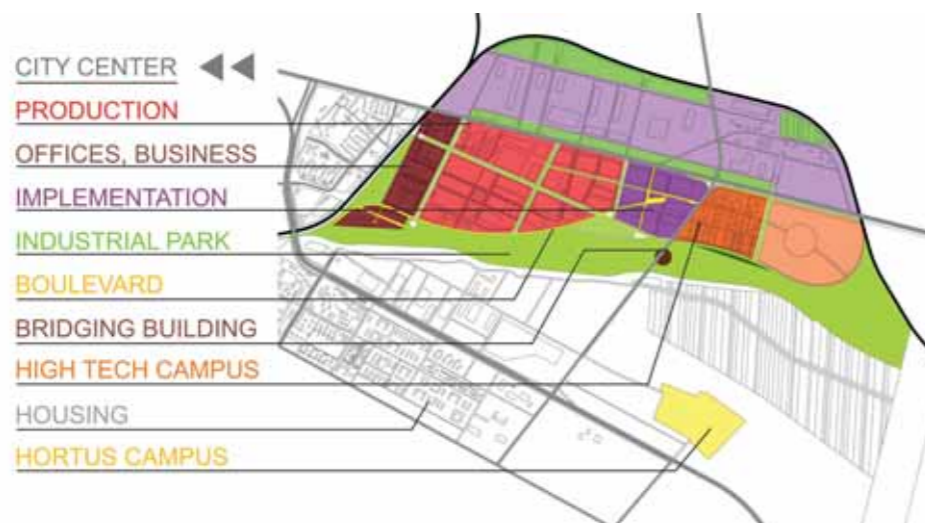 CITY CENTER
PRODUCTION
OFFICES, BUSINESS
IMPLEMENTATION
INDUSTRIAL PARK
BOULEVARD
BRIDGING BUILDING
HIGH TECH CAMPUS
HOUSING
HORTUS CAMPUS